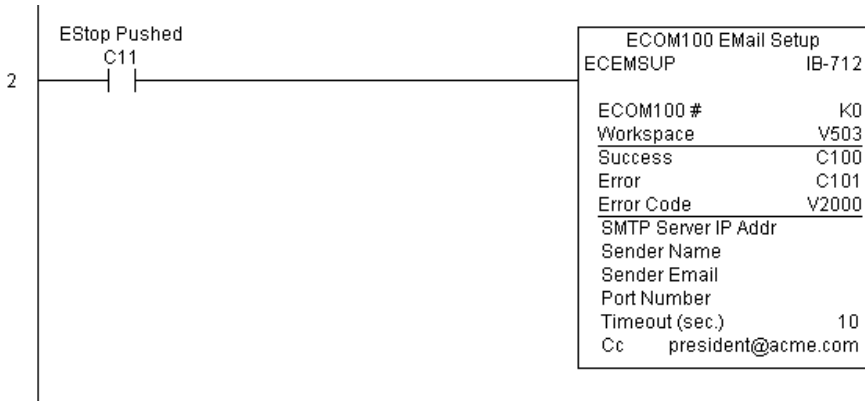 EStop Pushed
C11
2
ECOM100 EMail Setup
ECEMSUP IB-712
ECOM100 # K0
Workspace V503
Success C100
Error C101
Error Code V2000
SMTP Server IP Addr
Sender Name
Sender Email
Port Number
Timeout (sec.) 10
Cc president@acme.com